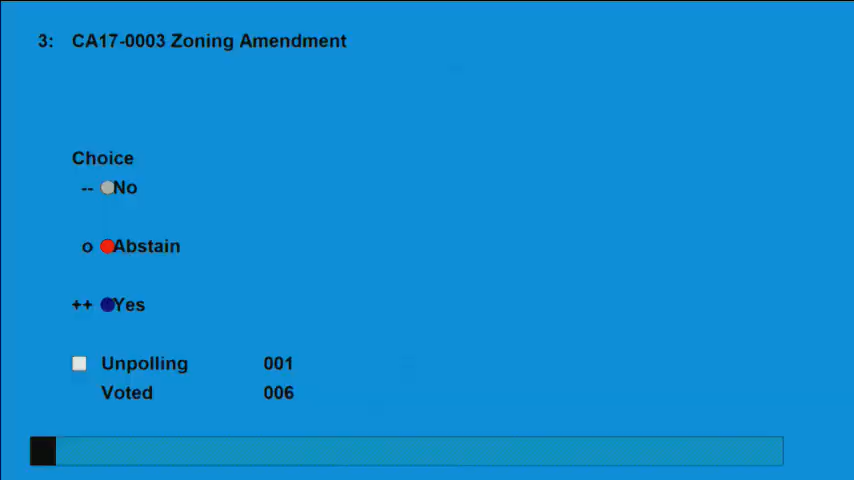 3: CA17-0003 Zoning Amendment
Choice
-- No
o Abstain
++ Yes
Unpolling 001
Voted 006